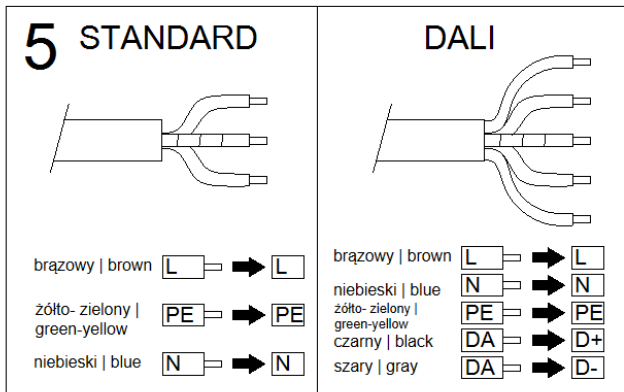 5 STANDARD
brązowy | brown L L
żółto- zielony |
green-yellow PE PE
niebieski | blue N N
DALI
brązowy | brown L L
niebieski | blue N N
żółto- zielony |
green-yellow PE PE
czarny | black DA D+
szary | gray DA D-